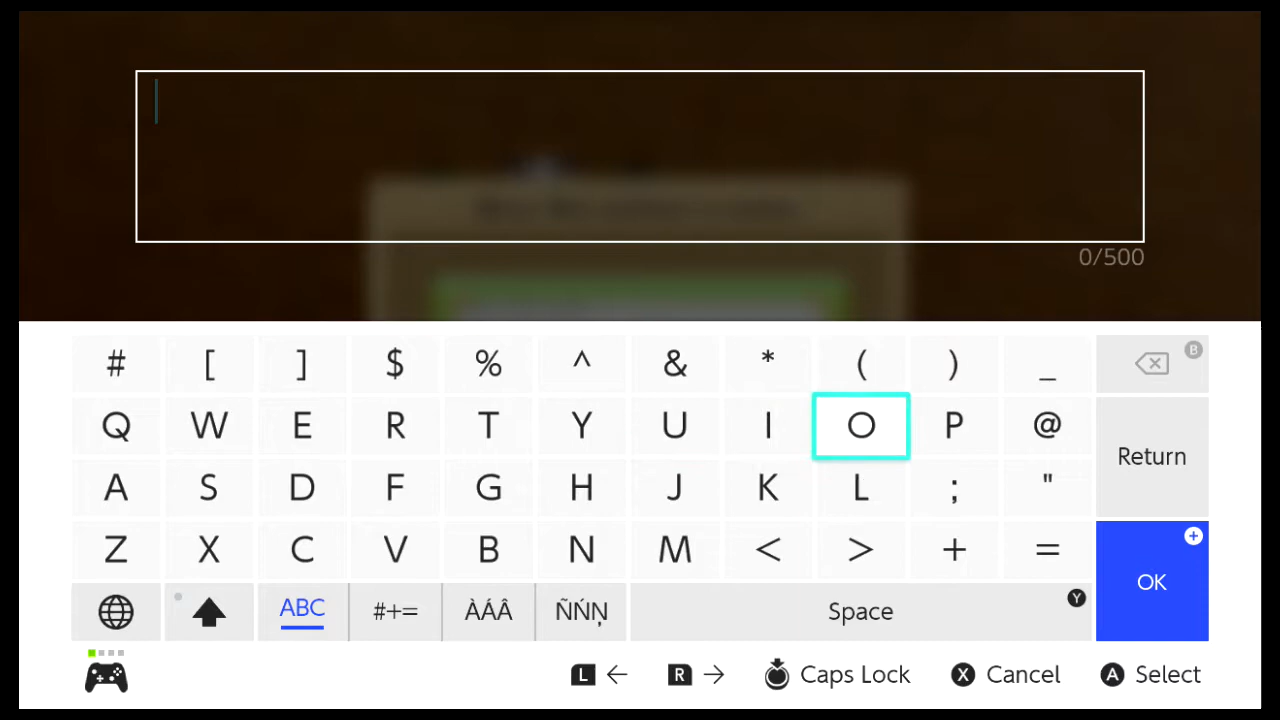 0/500
# [ ] $ % ^ & * ( ) _ B
Q W E R T Y U I O P @ Return
A S D F G H J K L ; "
Z X C V B N M < > + = OK +
ABC #+= ÀÁÂ ÑŃŅ Space Y
L ← R → Caps Lock X Cancel A Select